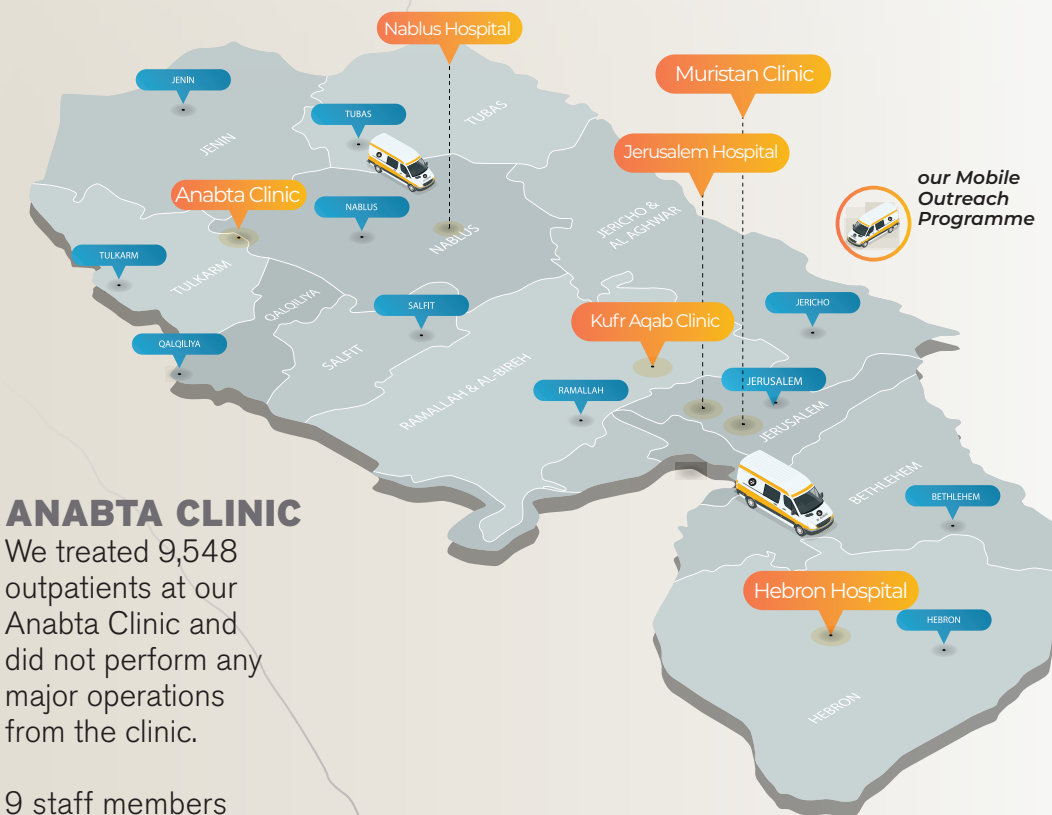 Nablus Hospital
Muristan Clinic
JENIN
TUBAS
TUBAS
JENIN
Jerusalem Hospital
our Mobile
Outreach
Programme
Anabta Clinic
NABLUS
JERICHO &
AL AGHWAR
NABLUS
TULKARM
TULKARM
QALQILIYA
SALFIT
JERICHO
Kufr Aqab Clinic
QALQILIYA
SALFIT
RAMALLAH & AL-BIREH
RAMALLAH
JERUSALEM
JERUSALEM
BETHLEHEM
BETHLEHEM
ANABTA CLINIC
We treated 9,548
outpatients at our
Anabta Clinic and
did not perform any
major operations
from the clinic.
9 staff members
Hebron Hospital
HEBRON
HEBRON